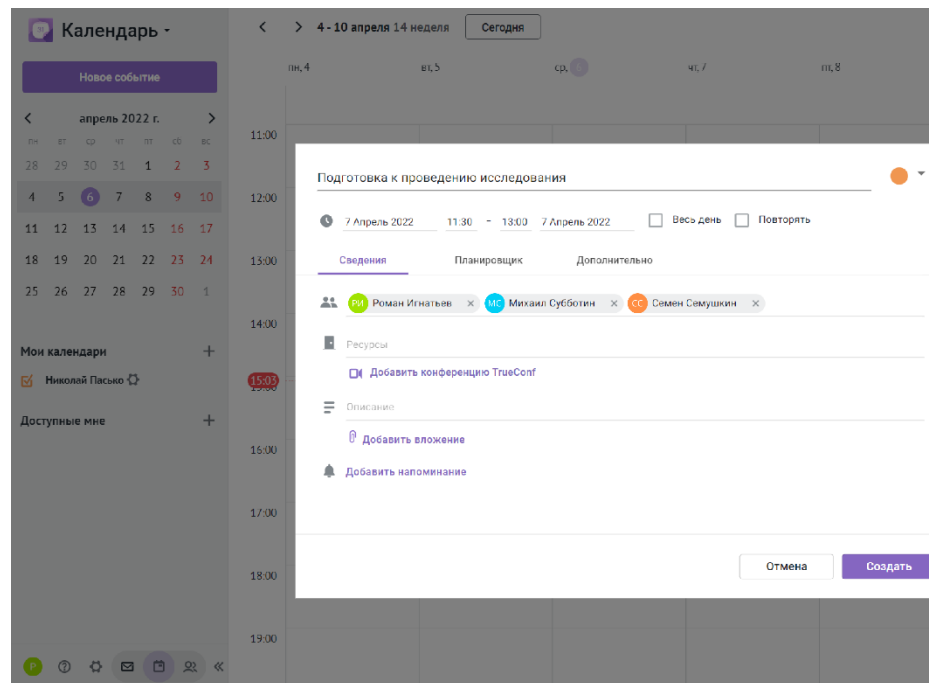 Календарь
4 - 10 апреля 14 неделя Сегодня
Новое событие
пн, 4 вт, 5 ср, 6 чт, 7 пт, 8
апрель 2022 г.
пн вт ср чт пт сб вс
28 29 30 31 1 2 3
4 5 6 7 8 9 10
11 12 13 14 15 16 17
18 19 20 21 22 23 24
25 26 27 28 29 30 1
Мои календари
Николай Пасько
Доступные мне
Р
11:00
12:00
13:00
14:00
15:03
15:00
16:00
17:00
18:00
19:00
Подготовка к проведению исследования
7 Апрель 2022 11:30 - 13:00 7 Апрель 2022 Весь день Повторять
Сведения Планировщик Дополнительно
РИ Роман Игнатьев × МС Михаил Субботин × СС Семен Семушкин ×
Ресурсы
Добавить конференцию TrueConf
Описание
Добавить вложение
Добавить напоминание
Отмена Создать